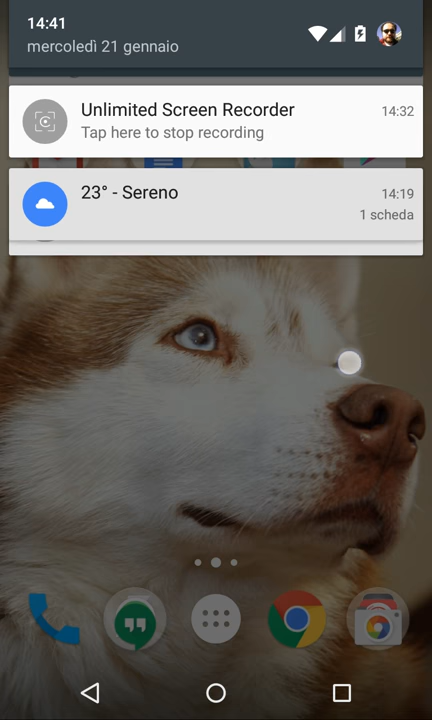 14:41
mercoledì 21 gennaio
Unlimited Screen Recorder
14:32
Tap here to stop recording
23° - Sereno
14:19
1 scheda